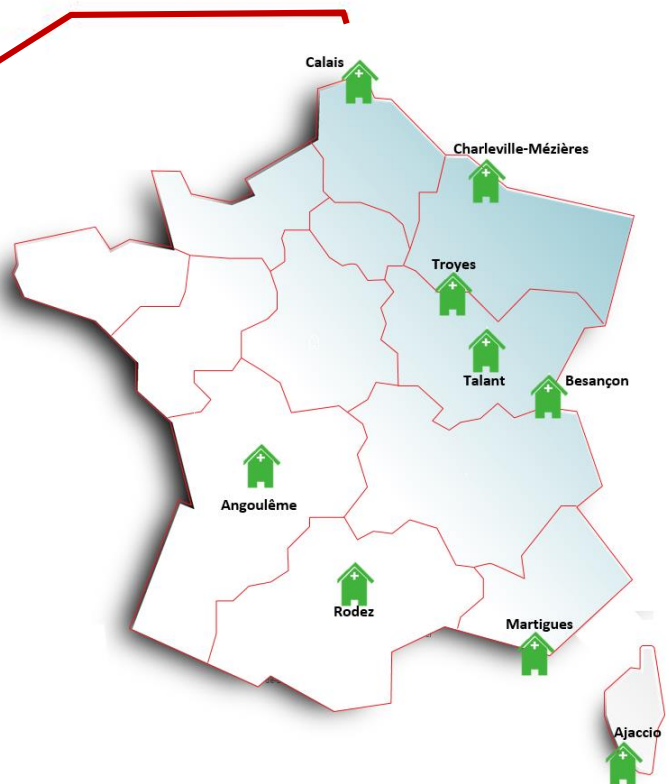 Calais
Charleville-Mézières
Troyes
Talant
Besançon
Angoulême
Rodez
Martigues
Ajaccio